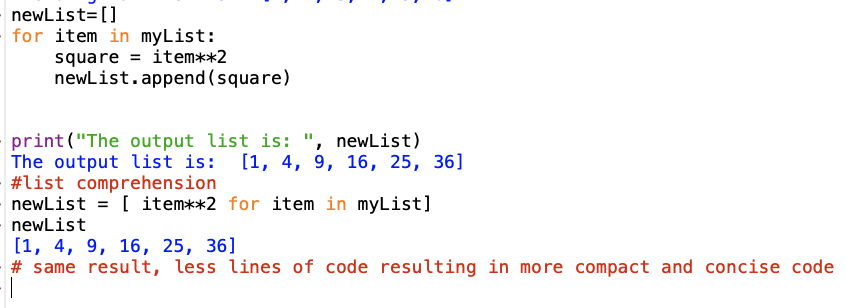 newList=[]
for item in myList:
    square = item**2
    newList.append(square)
print("The output list is: ", newList)
The output list is:  [1, 4, 9, 16, 25, 36]
#list comprehension
newList = [ item**2 for item in myList]
newList
[1, 4, 9, 16, 25, 36]
# same result, less lines of code resulting in more compact and concise code